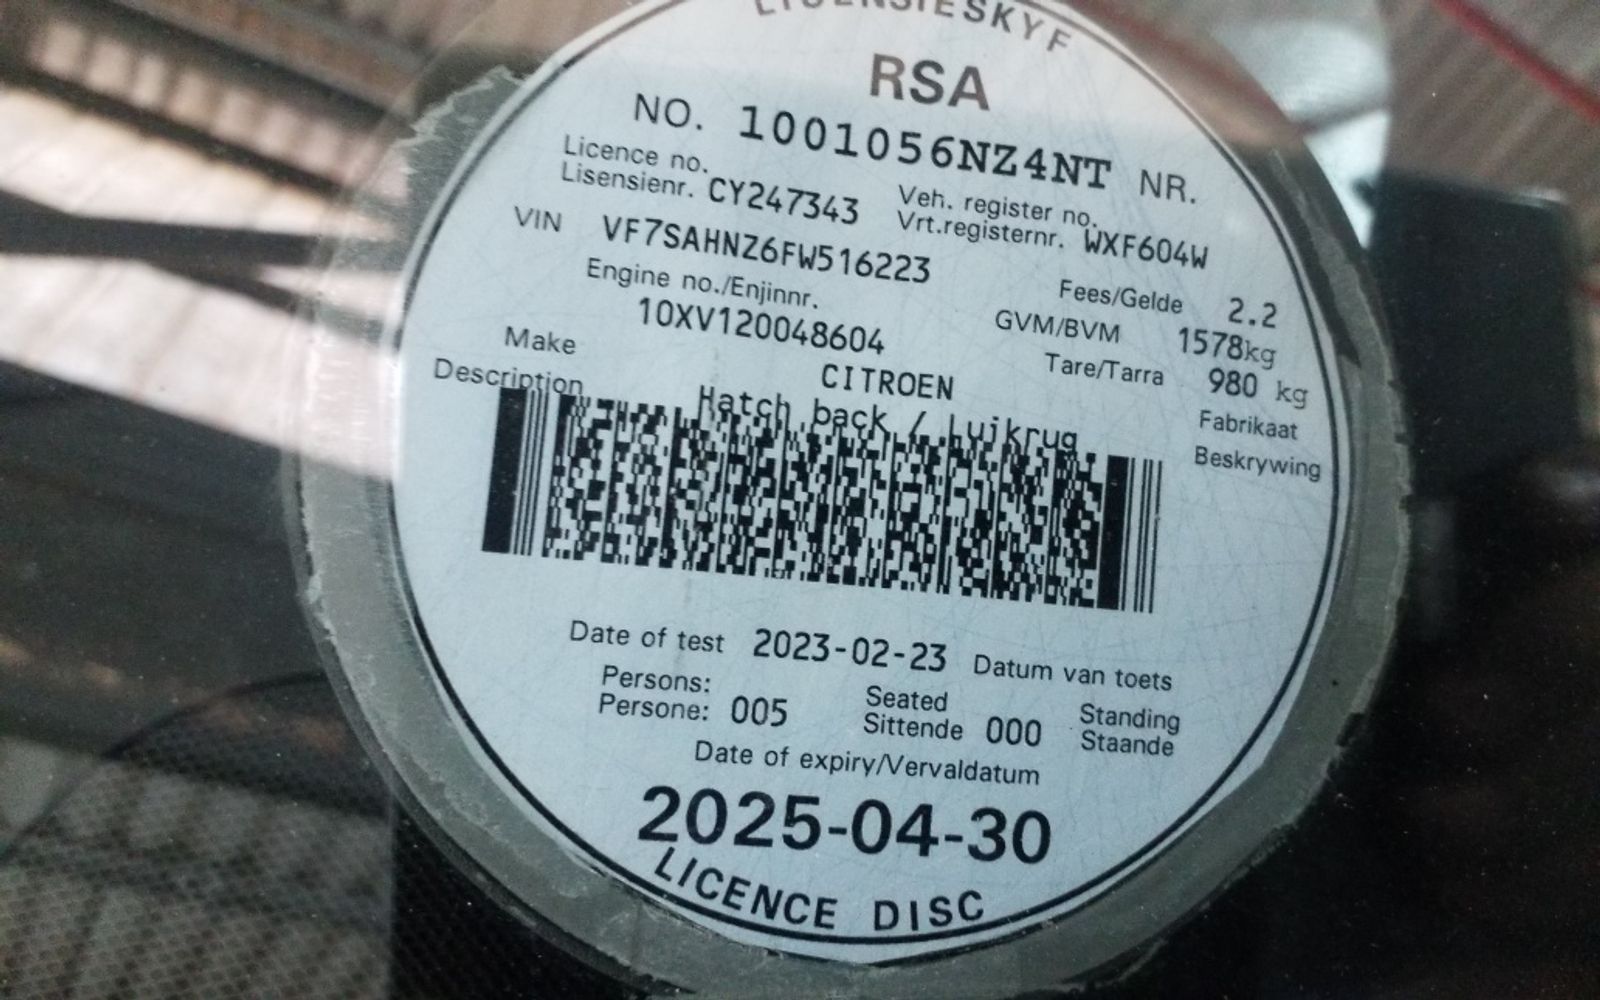 LISENSIESKYF
RSA
NO. 1001056NZ4NT NR.
Licence no.
Lisensienr. CY247343
Veh. register no.
Vrt.registernr. WXF604W
VIN VF7SAHNZ6FW516223
Engine no./Enjinnr.
10XV120048604
Fees/Gelde 2.2
GVM/BVM 1578kg
Tare/Tarra 980 kg
Make CITROEN Fabrikaat
Description Hatch back / Luikrug Beskrywing
Date of test 2023-02-23 Datum van toets
Persons:
Persone: 005
Seated
Sittende 000
Standing
Staande
Date of expiry/Vervaldatum
2025-04-30
LICENCE DISC